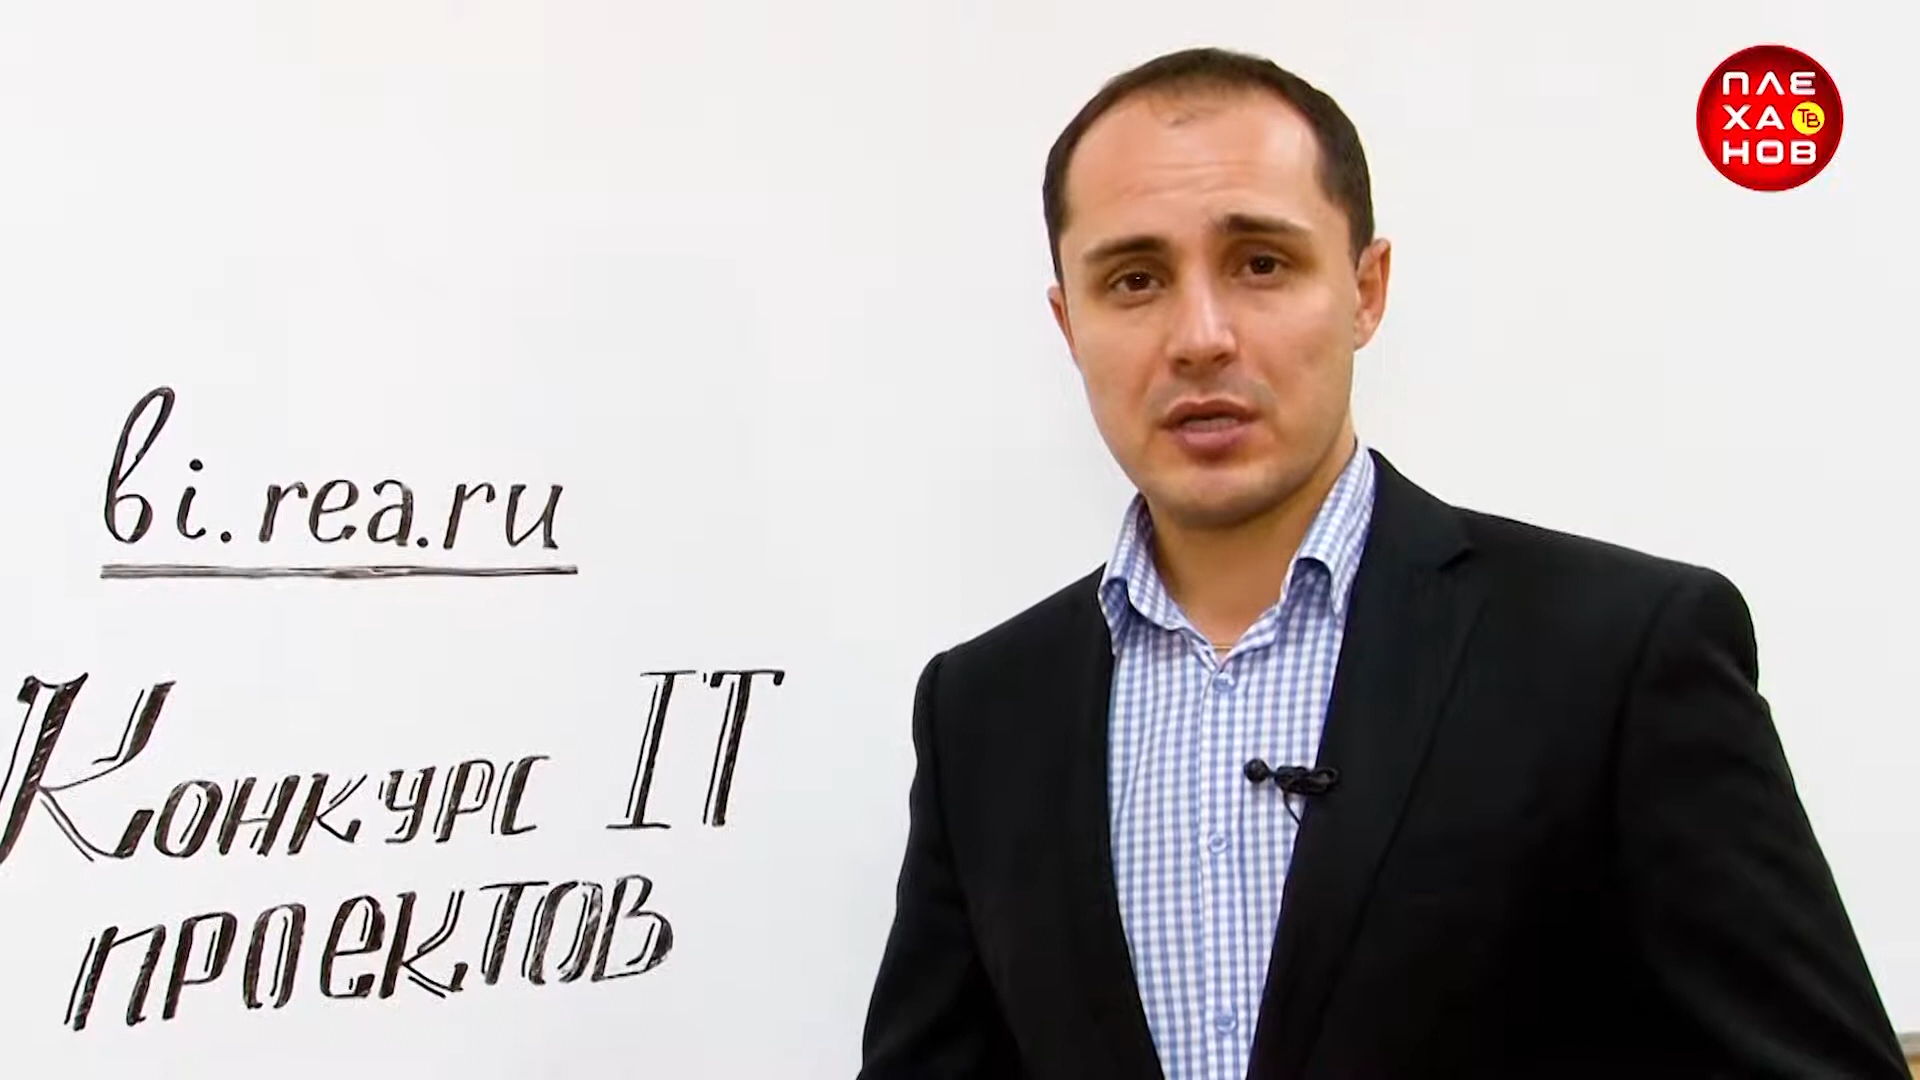 bi.rea.ru
Конкурс IT
проектов
ПЛЕ
ХА ТВ
НОВ